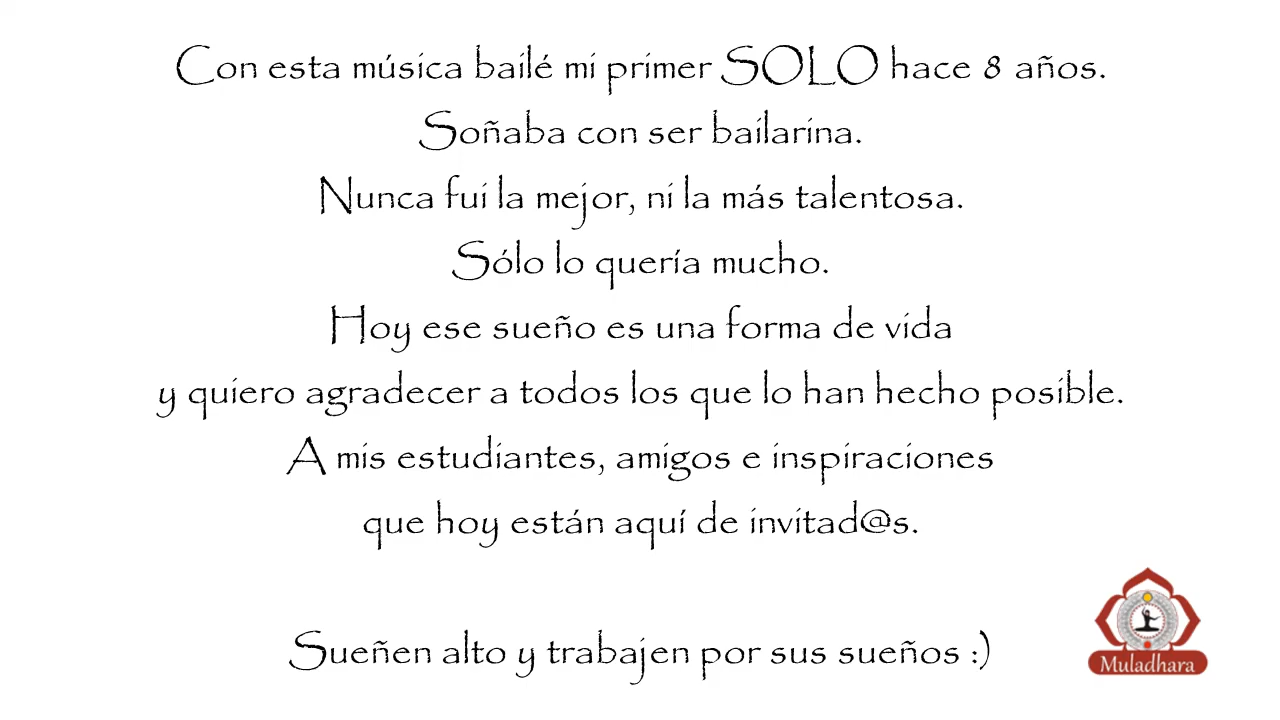 Con esta música bailé mi primer SOLO hace 8 años.
Soñaba con ser bailarina.
Nunca fui la mejor, ni la más talentosa.
Sólo lo quería mucho.
Hoy ese sueño es una forma de vida
y quiero agradecer a todos los que lo han hecho posible.
A mis estudiantes, amigos e inspiraciones
que hoy están aquí de invitad@s.
Sueñen alto y trabajen por sus sueños :)
Muladhara